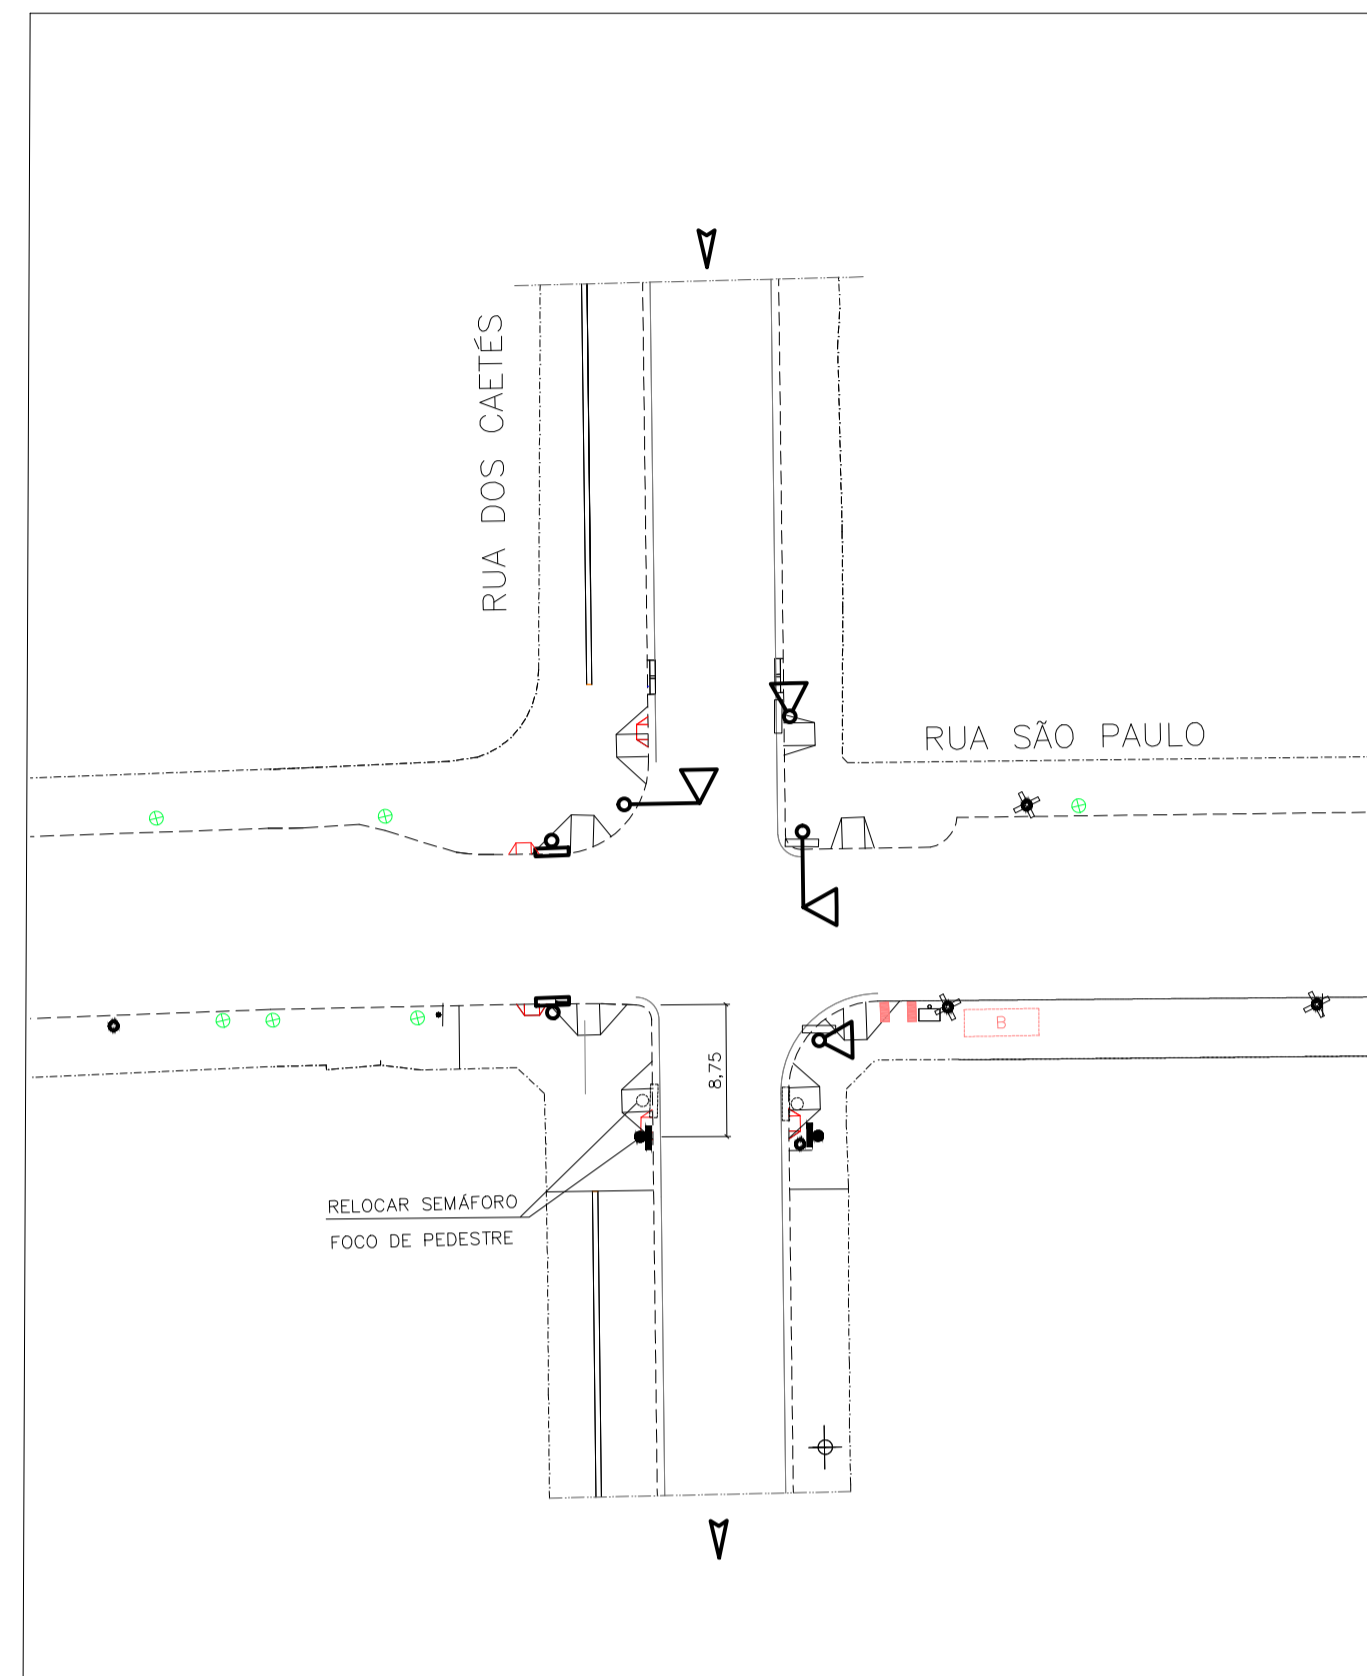 RUA DOS CAETÉS
RUA SÃO PAULO
B
8,75
RELOCAR SEMÁFORO
FOCO DE PEDESTRE